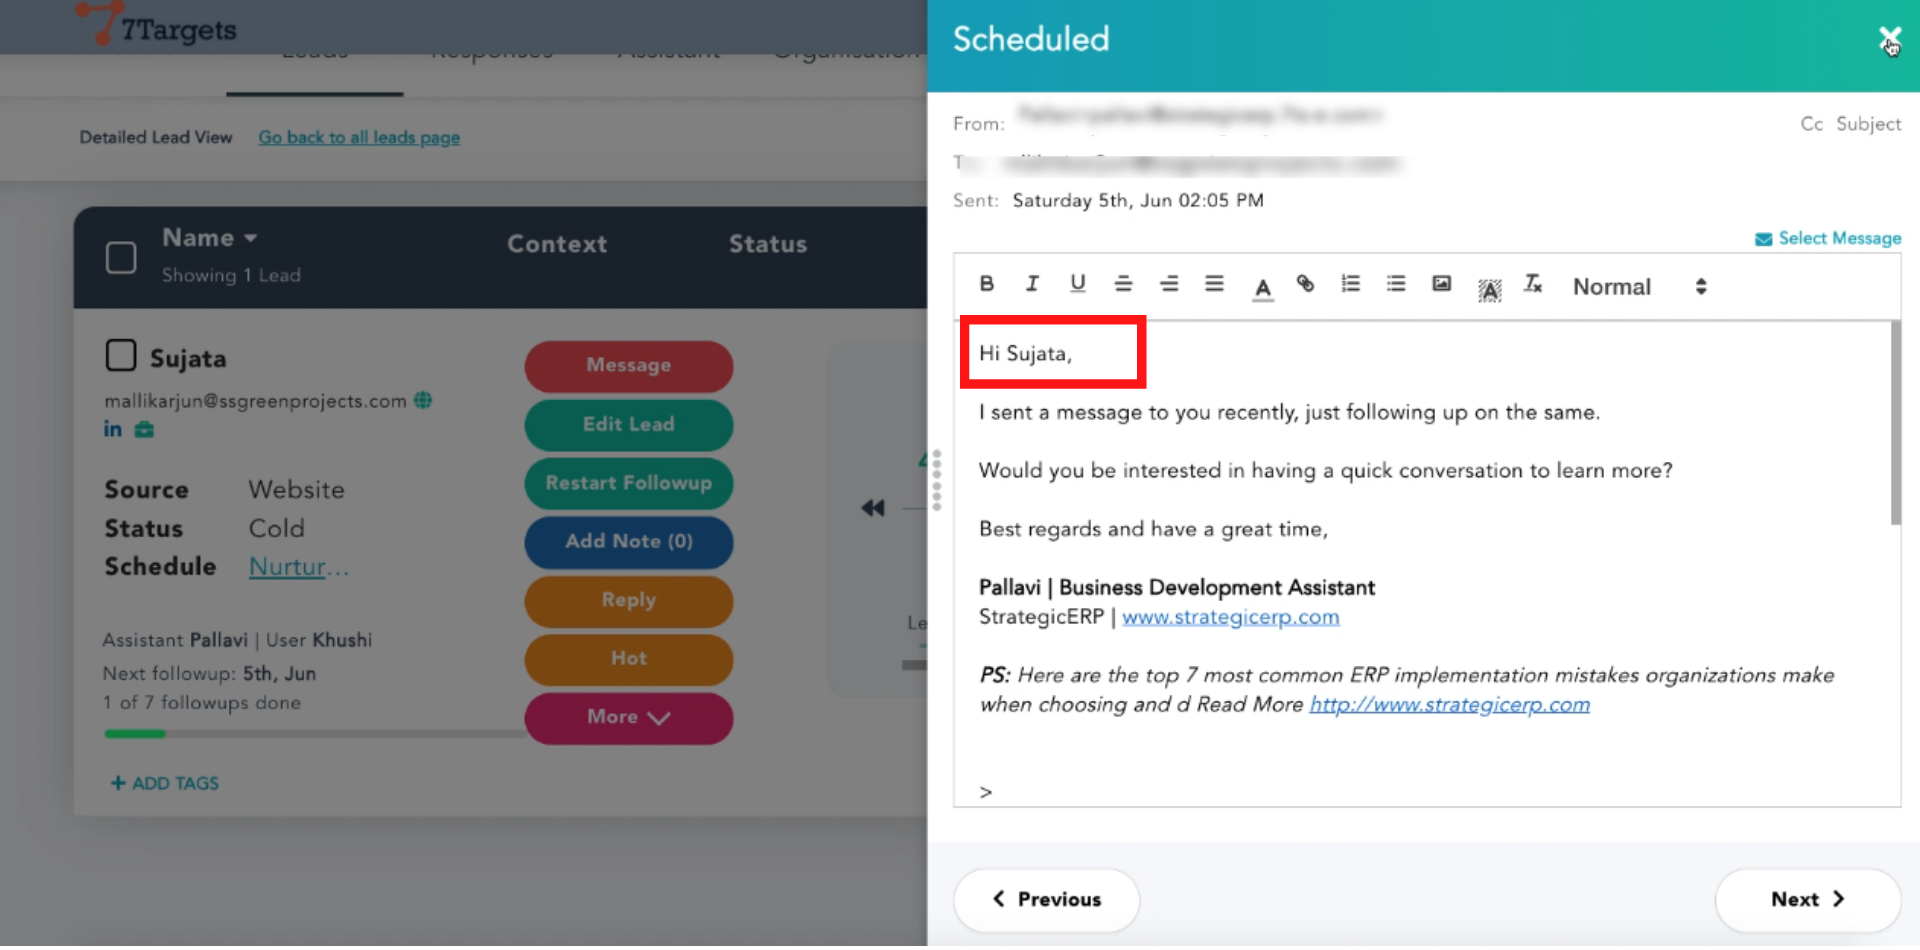 7Targets
Leads Responses Assistant Organisation
Detailed Lead View Go back to all leads page
Name
Showing 1 Lead
Context
Status
Sujata
mallikarjun@ssgreenprojects.com
in
Source Website
Status Cold
Schedule Nurtur...
Assistant Pallavi | User Khushi
Next followup: 5th, Jun
1 of 7 followups done
+ ADD TAGS
Message
Edit Lead
Restart Followup
Add Note (0)
Reply
Hot
More
Le
Scheduled
From:
Cc Subject
Sent: Saturday 5th, Jun 02:05 PM
Select Message
B I U A A Tx Normal
Hi Sujata,
I sent a message to you recently, just following up on the same.
Would you be interested in having a quick conversation to learn more?
Best regards and have a great time,
Pallavi | Business Development Assistant
StrategicERP | www.strategicerp.com
PS: Here are the top 7 most common ERP implementation mistakes organizations make
when choosing and d Read More http://www.strategicerp.com
>
Previous
Next